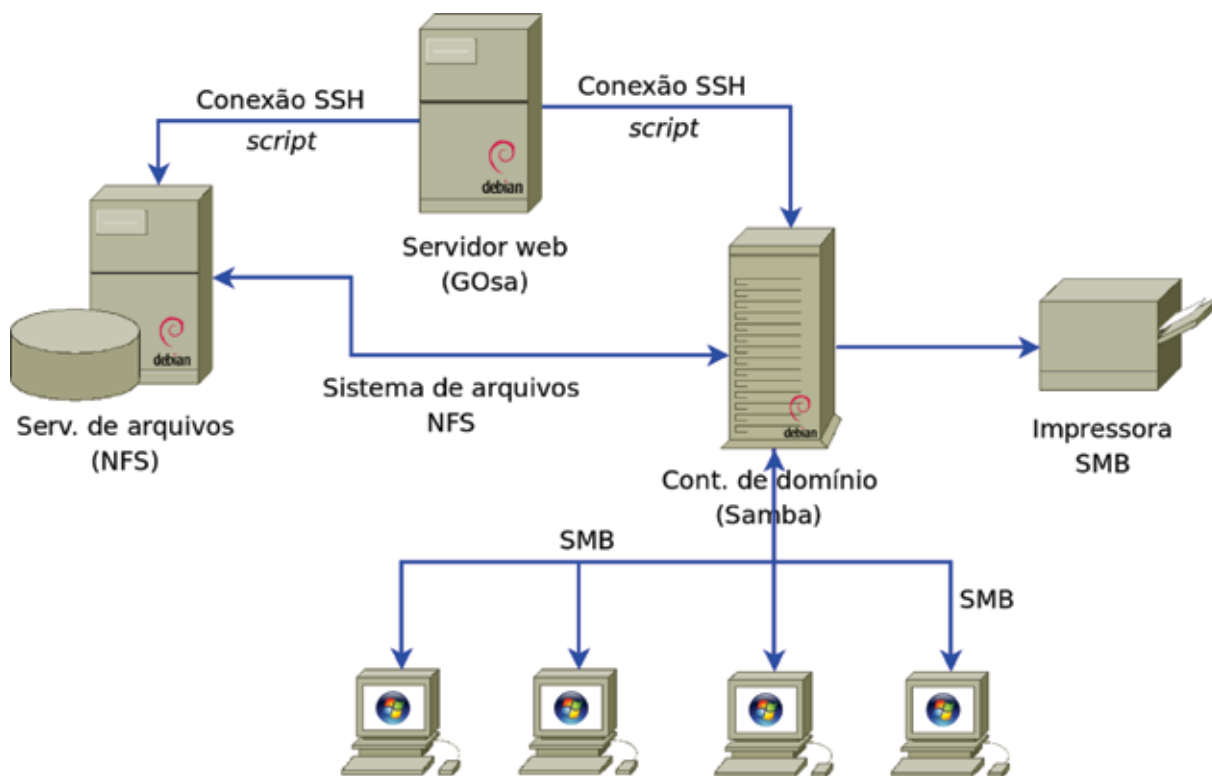 Conexão SSH
script
Conexão SSH
script
debian
Servidor web
(GOsa)
debian
Serv. de arquivos
(NFS)
Sistema de arquivos
NFS
debian
Cont. de domínio
(Samba)
Impressora
SMB
SMB
SMB